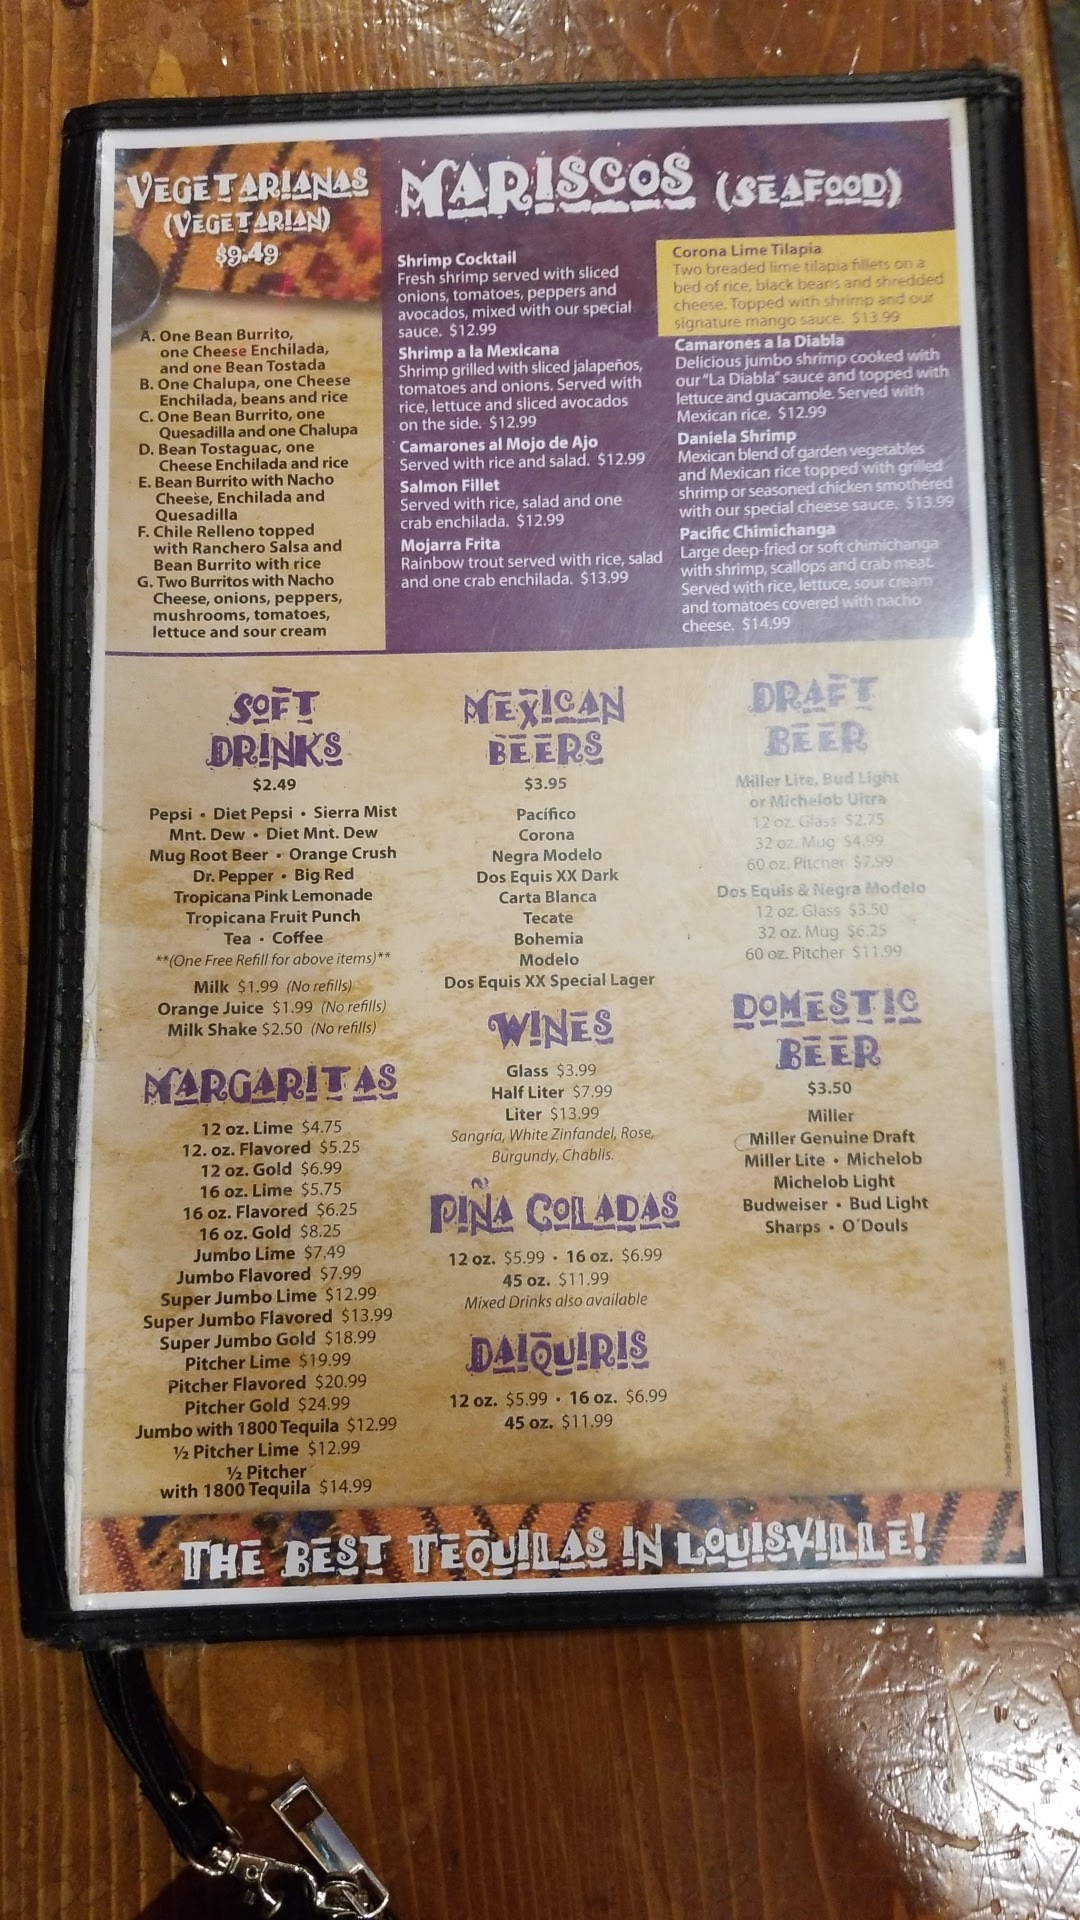 VEGETARIANAS
(VEGETARIAN)
$9.49
A. One Bean Burrito,
one Cheese Enchilada,
and one Bean Tostada
B. One Chalupa, one Cheese
Enchilada, beans and rice
C. One Bean Burrito, one
Quesadilla and one Chalupa
D. Bean Tostaguac, one
Cheese Enchilada and rice
E. Bean Burrito with Nacho
Cheese, Enchilada and
Quesadilla
F. Chile Relleno topped
with Ranchero Salsa and
Bean Burrito with rice
G. Two Burritos with Nacho
Cheese, onions, peppers,
mushrooms, tomatoes,
lettuce and sour cream
MARISCOS (SEAFOOD)
Shrimp Cocktail
Fresh shrimp served with sliced
onions, tomatoes, peppers and
avocados, mixed with our special
sauce. $12.99
Shrimp a la Mexicana
Shrimp grilled with sliced jalapeños,
tomatoes and onions. Served with
rice, lettuce and sliced avocados
on the side. $12.99
Camarones al Mojo de Ajo
Served with rice and salad. $12.99
Salmon Fillet
Served with rice, salad and one
crab enchilada. $12.99
Mojarra Frita
Rainbow trout served with rice, salad
and one crab enchilada. $13.99
Corona Lime Tilapia
Two breaded lime tilapia fillets on a
bed of rice, black beans and shredded
cheese. Topped with shrimp and our
signature mango sauce. $13.99
Camarones a la Diabla
Delicious jumbo shrimp cooked with
our "La Diabla" sauce and topped with
lettuce and guacamole. Served with
Mexican rice. $12.99
Daniela Shrimp
Mexican blend of garden vegetables
and Mexican rice topped with grilled
shrimp or seasoned chicken smothered
with our special cheese sauce. $13.99
Pacific Chimichanga
Large deep-fried or soft chimichanga
with shrimp, scallops and crab meat.
Served with rice, lettuce, sour cream
and tomatoes covered with nacho
cheese. $14.99
SOFT
DRINKS
$2.49
Pepsi • Diet Pepsi • Sierra Mist
Mnt. Dew • Diet Mnt. Dew
Mug Root Beer • Orange Crush
Dr. Pepper • Big Red
Tropicana Pink Lemonade
Tropicana Fruit Punch
Tea • Coffee
**(One Free Refill for above items)**
Milk $1.99 (No refills)
Orange Juice $1.99 (No refills)
Milk Shake $2.50 (No refills)
MARGARITAS
12 oz. Lime $4.75
12. oz. Flavored $5.25
12 oz. Gold $6.99
16 oz. Lime $5.75
16 oz. Flavored $6.25
16 oz. Gold $8.25
Jumbo Lime $7.49
Jumbo Flavored $7.99
Super Jumbo Lime $12.99
Super Jumbo Flavored $13.99
Super Jumbo Gold $18.99
Pitcher Lime $19.99
Pitcher Flavored $20.99
Pitcher Gold $24.99
Jumbo with 1800 Tequila $12.99
½ Pitcher Lime $12.99
½ Pitcher
with 1800 Tequila $14.99
MEXICAN
BEERS
$3.95
Pacífico
Corona
Negra Modelo
Dos Equis XX Dark
Carta Blanca
Tecate
Bohemia
Modelo
Dos Equis XX Special Lager
WINES
Glass $3.99
Half Liter $7.99
Liter $13.99
Sangría, White Zinfandel, Rose,
Burgundy, Chablis.
PIÑA COLADAS
12 oz. $5.99 • 16 oz. $6.99
45 oz. $11.99
Mixed Drinks also available
DAIQUIRIS
12 oz. $5.99 • 16 oz. $6.99
45 oz. $11.99
DRAFT
BEER
Miller Lite, Bud Light
or Michelob Ultra
12 oz. Glass $2.75
32 oz. Mug $4.99
60 oz. Pitcher $7.99
Dos Equis & Negra Modelo
12 oz. Glass $3.50
32 oz. Mug $6.25
60 oz. Pitcher $11.99
DOMESTIC
BEER
$3.50
Miller
Miller Genuine Draft
Miller Lite • Michelob
Michelob Light
Budweiser • Bud Light
Sharps • O'Douls
THE BEST TEQUILAS IN LOUISVILLE!